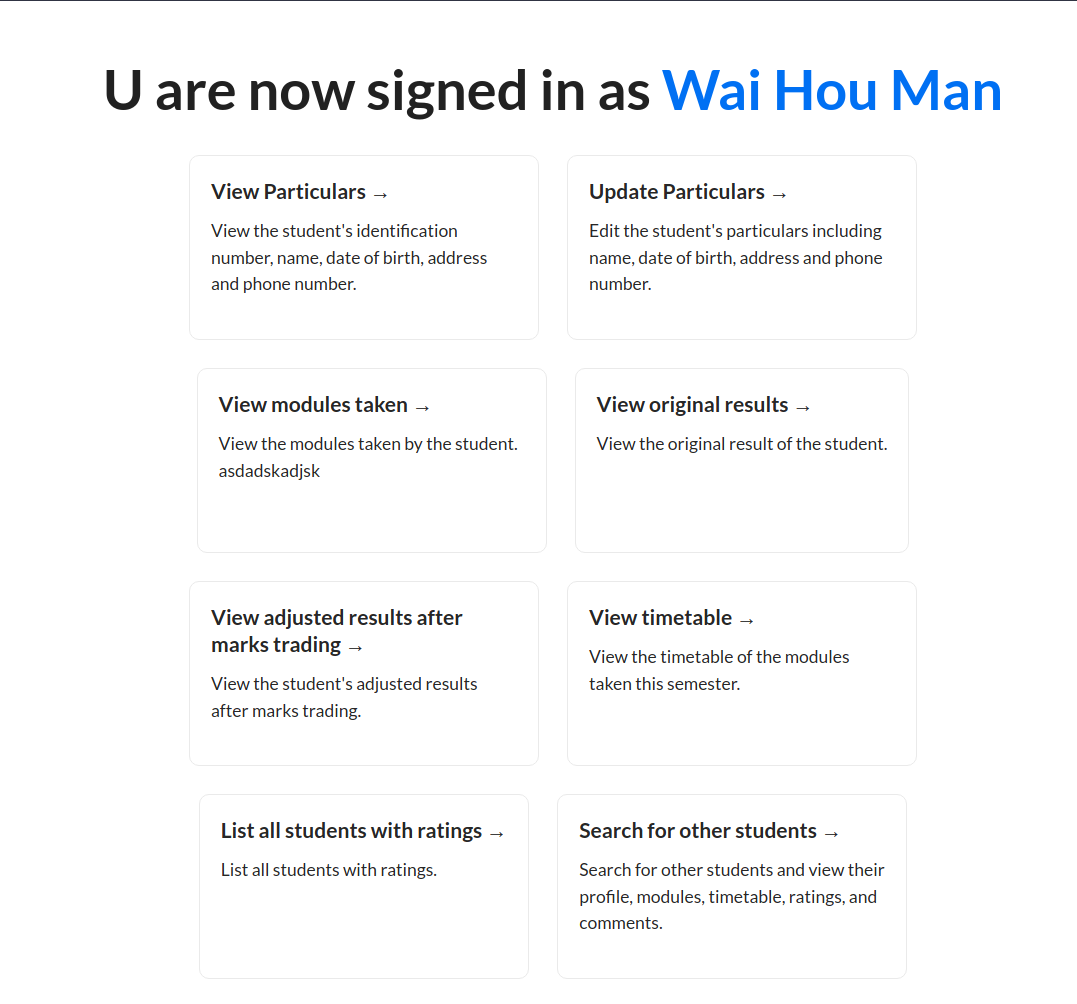 U are now signed in as Wai Hou Man
View Particulars →
View the student's identification
number, name, date of birth, address
and phone number.
Update Particulars →
Edit the student's particulars including
name, date of birth, address and phone
number.
View modules taken →
View the modules taken by the student.
asdadskadjsk
View original results →
View the original result of the student.
View adjusted results after
marks trading →
View the student's adjusted results
after marks trading.
View timetable →
View the timetable of the modules
taken this semester.
List all students with ratings →
List all students with ratings.
Search for other students →
Search for other students and view their
profile, modules, timetable, ratings, and
comments.